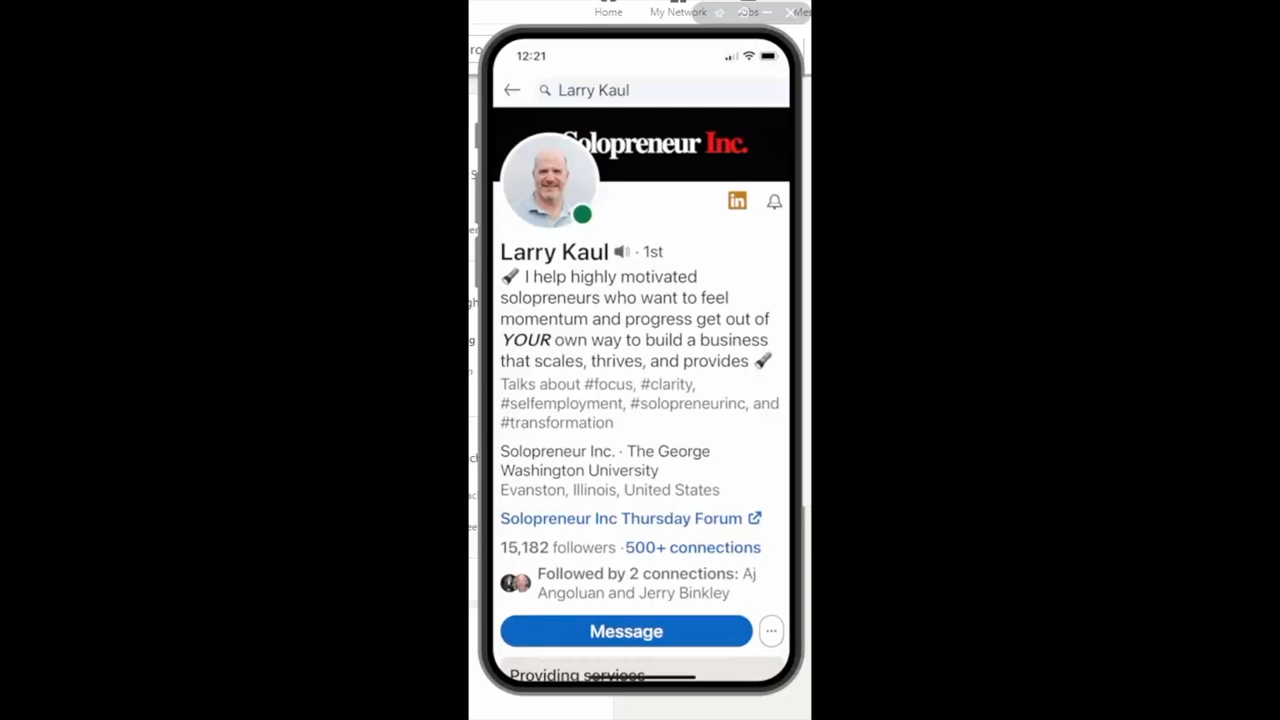 Home My Network Jobs
12:21
Larry Kaul
Solopreneur Inc.
in
Larry Kaul · 1st
I help highly motivated
solopreneurs who want to feel
momentum and progress get out of
YOUR own way to build a business
that scales, thrives, and provides
Talks about #focus, #clarity,
#selfemployment, #solopreneurinc, and
#transformation
Solopreneur Inc. · The George
Washington University
Evanston, Illinois, United States
Solopreneur Inc Thursday Forum
15,182 followers · 500+ connections
Followed by 2 connections: Aj
Angoluan and Jerry Binkley
Message
Providing services